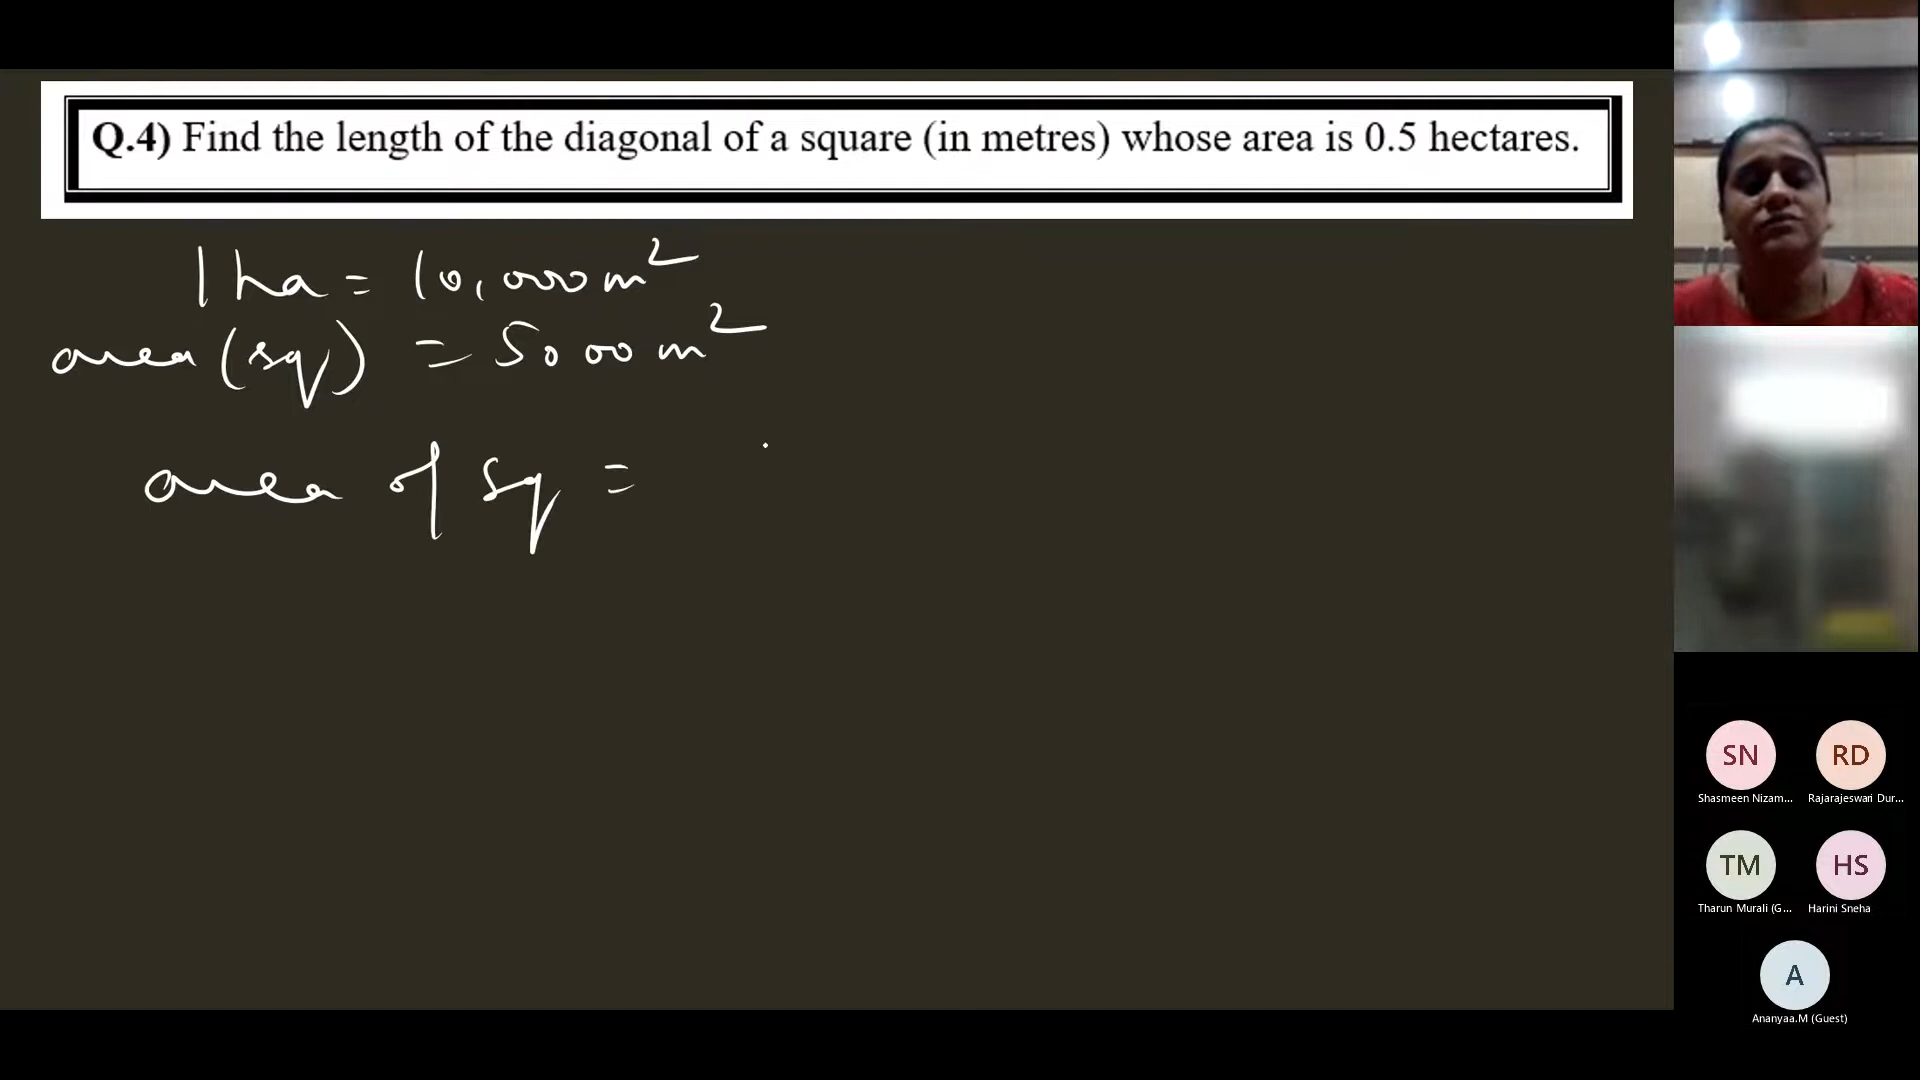 Q.4) Find the length of the diagonal of a square (in metres) whose area is 0.5 hectares.
1 ha = 10,000 m²
area (sq) = 5000 m²
area of sq =
SN
RD
Shasmeen Nizam...
Rajarajeswari Dur...
TM
HS
Tharun Murali (G...
Harini Sneha
A
Ananyaa.M (Guest)